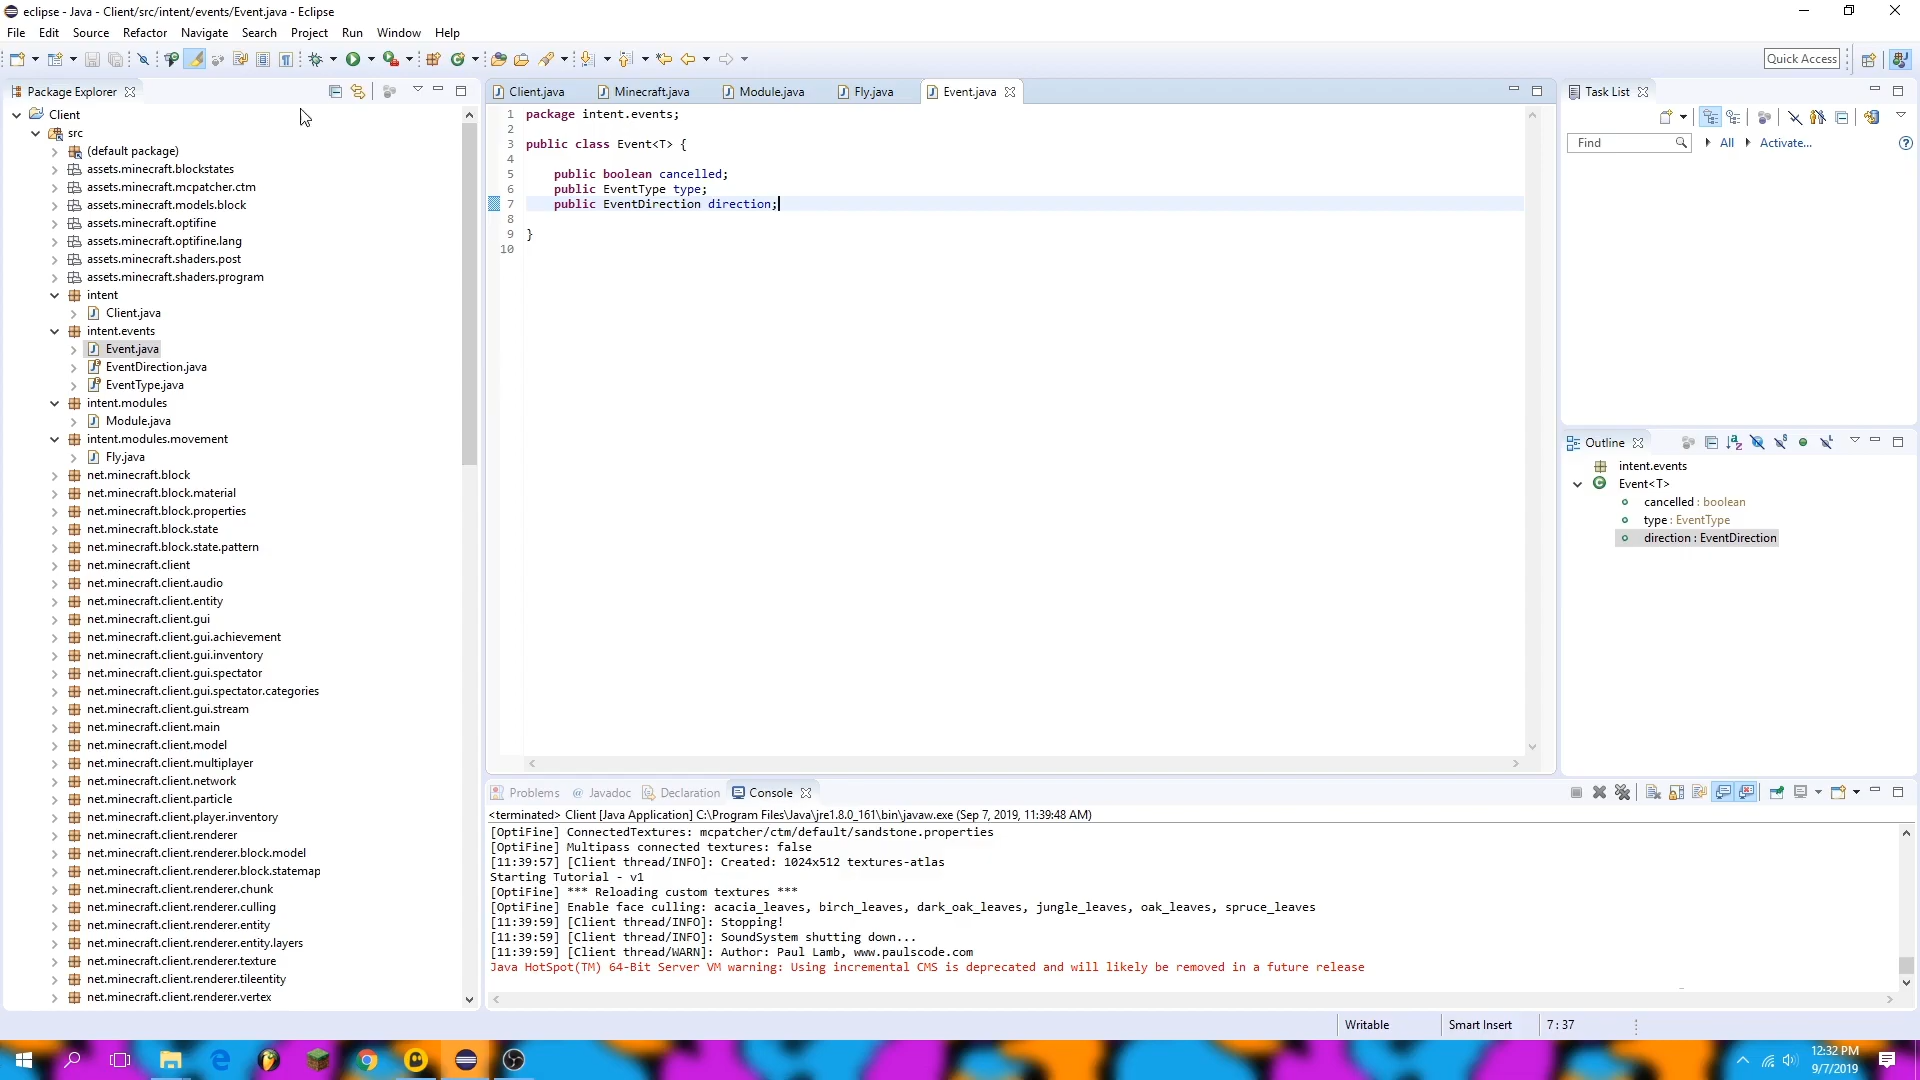 eclipse - Java - Client/src/intent/events/Event.java - Eclipse
File Edit Source Refactor Navigate Search Project Run Window Help
Quick Access
Package Explorer
Client
src
(default package)
assets.minecraft.blockstates
assets.minecraft.mcpatcher.ctm
assets.minecraft.models.block
assets.minecraft.optifine
assets.minecraft.optifine.lang
assets.minecraft.shaders.post
assets.minecraft.shaders.program
intent
Client.java
intent.events
Event.java
EventDirection.java
EventType.java
intent.modules
Module.java
intent.modules.movement
Fly.java
net.minecraft.block
net.minecraft.block.material
net.minecraft.block.properties
net.minecraft.block.state
net.minecraft.block.state.pattern
net.minecraft.client
net.minecraft.client.audio
net.minecraft.client.entity
net.minecraft.client.gui
net.minecraft.client.gui.achievement
net.minecraft.client.gui.inventory
net.minecraft.client.gui.spectator
net.minecraft.client.gui.spectator.categories
net.minecraft.client.gui.stream
net.minecraft.client.main
net.minecraft.client.model
net.minecraft.client.multiplayer
net.minecraft.client.network
net.minecraft.client.particle
net.minecraft.client.player.inventory
net.minecraft.client.renderer
net.minecraft.client.renderer.block.model
net.minecraft.client.renderer.block.statemap
net.minecraft.client.renderer.chunk
net.minecraft.client.renderer.culling
net.minecraft.client.renderer.entity
net.minecraft.client.renderer.entity.layers
net.minecraft.client.renderer.texture
net.minecraft.client.renderer.tileentity
net.minecraft.client.renderer.vertex
Client.java Minecraft.java Module.java Fly.java Event.java
1 package intent.events;
2
3 public class Event<T> {
4
5 public boolean cancelled;
6 public EventType type;
7 public EventDirection direction;
8
9 }
10
Task List
Find All Activate...
Outline
intent.events
Event<T>
cancelled : boolean
type : EventType
direction : EventDirection
Problems @ Javadoc Declaration Console
<terminated> Client [Java Application] C:\Program Files\Java\jre1.8.0_161\bin\javaw.exe (Sep 7, 2019, 11:39:48 AM)
[OptiFine] ConnectedTextures: mcpatcher/ctm/default/sandstone.properties
[OptiFine] Multipass connected textures: false
[11:39:57] [Client thread/INFO]: Created: 1024x512 textures-atlas
Starting Tutorial - v1
[OptiFine] *** Reloading custom textures ***
[OptiFine] Enable face culling: acacia_leaves, birch_leaves, dark_oak_leaves, jungle_leaves, oak_leaves, spruce_leaves
[11:39:59] [Client thread/INFO]: Stopping!
[11:39:59] [Client thread/INFO]: SoundSystem shutting down...
[11:39:59] [Client thread/WARN]: Author: Paul Lamb, www.paulscode.com
Java HotSpot(TM) 64-Bit Server VM warning: Using incremental CMS is deprecated and will likely be removed in a future release
Writable Smart Insert 7 : 37
12:32 PM
9/7/2019